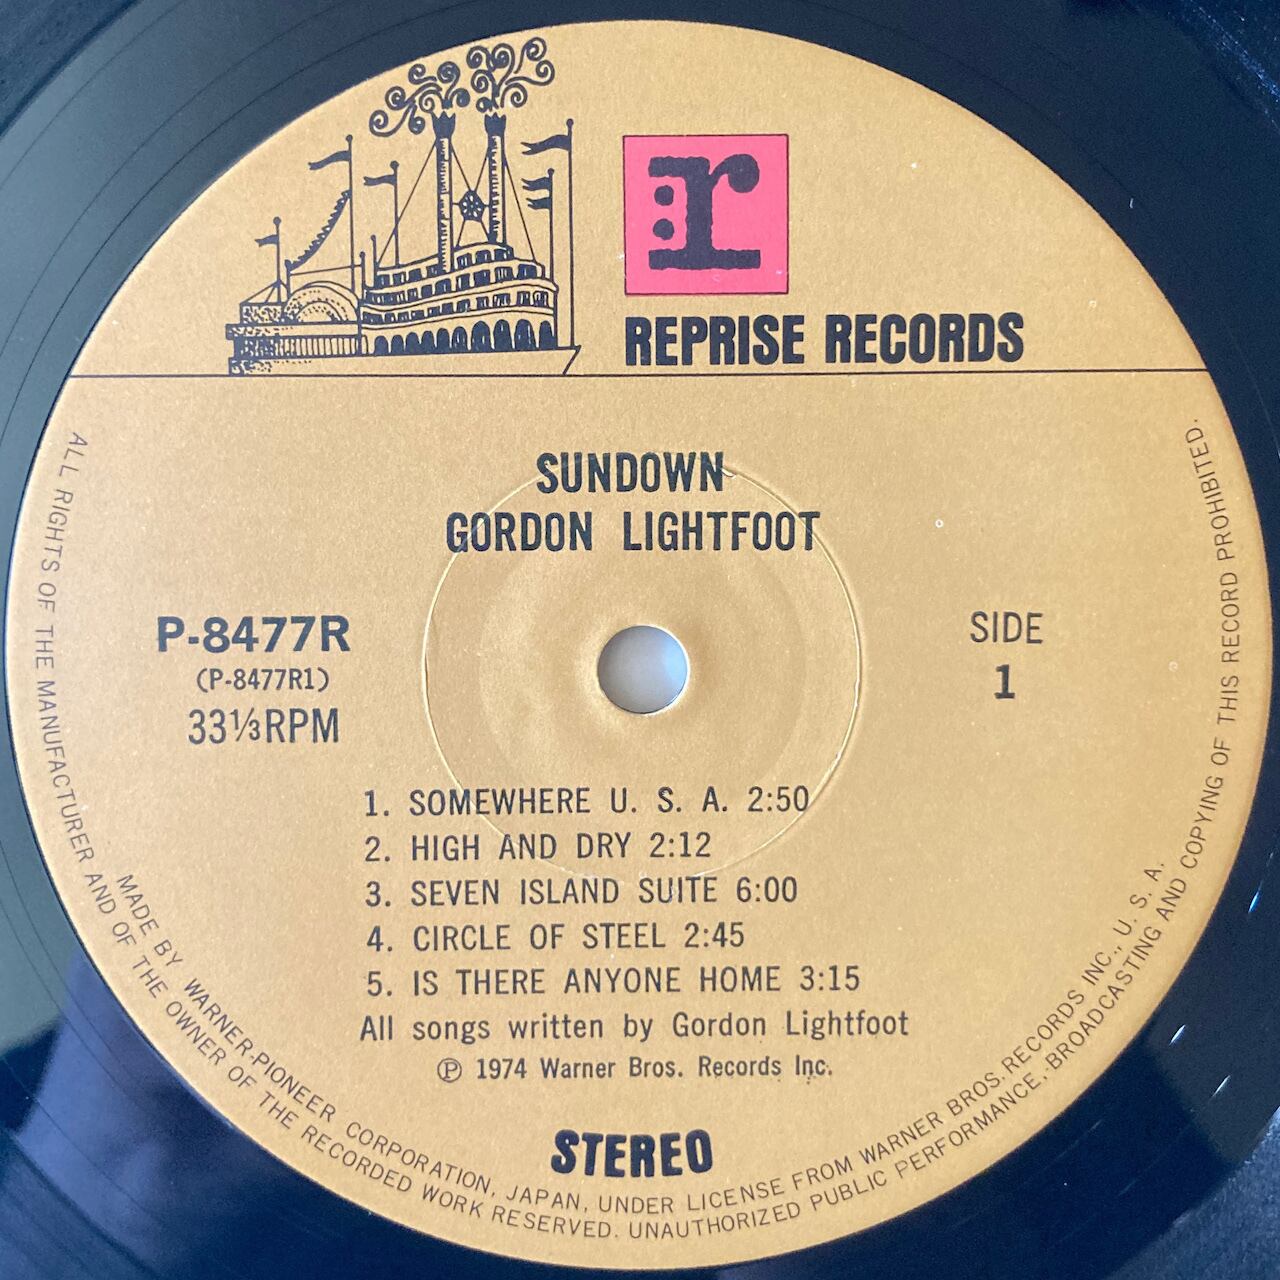 r:
REPRISE RECORDS
SUNDOWN
GORDON LIGHTFOOT
P-8477R
(P-8477R1)
33⅓RPM
SIDE
1
1. SOMEWHERE U. S. A. 2:50
2. HIGH AND DRY 2:12
3. SEVEN ISLAND SUITE 6:00
4. CIRCLE OF STEEL 2:45
5. IS THERE ANYONE HOME 3:15
All songs written by Gordon Lightfoot
℗ 1974 Warner Bros. Records Inc.
STEREO
MADE BY WARNER-PIONEER CORPORATION, JAPAN, UNDER LICENSE FROM WARNER BROS. RECORDS INC., U. S. A.
ALL RIGHTS OF THE MANUFACTURER AND OF THE OWNER OF THE RECORDED WORK RESERVED. UNAUTHORIZED PUBLIC PERFORMANCE, BROADCASTING AND COPYING OF THIS RECORD PROHIBITED.